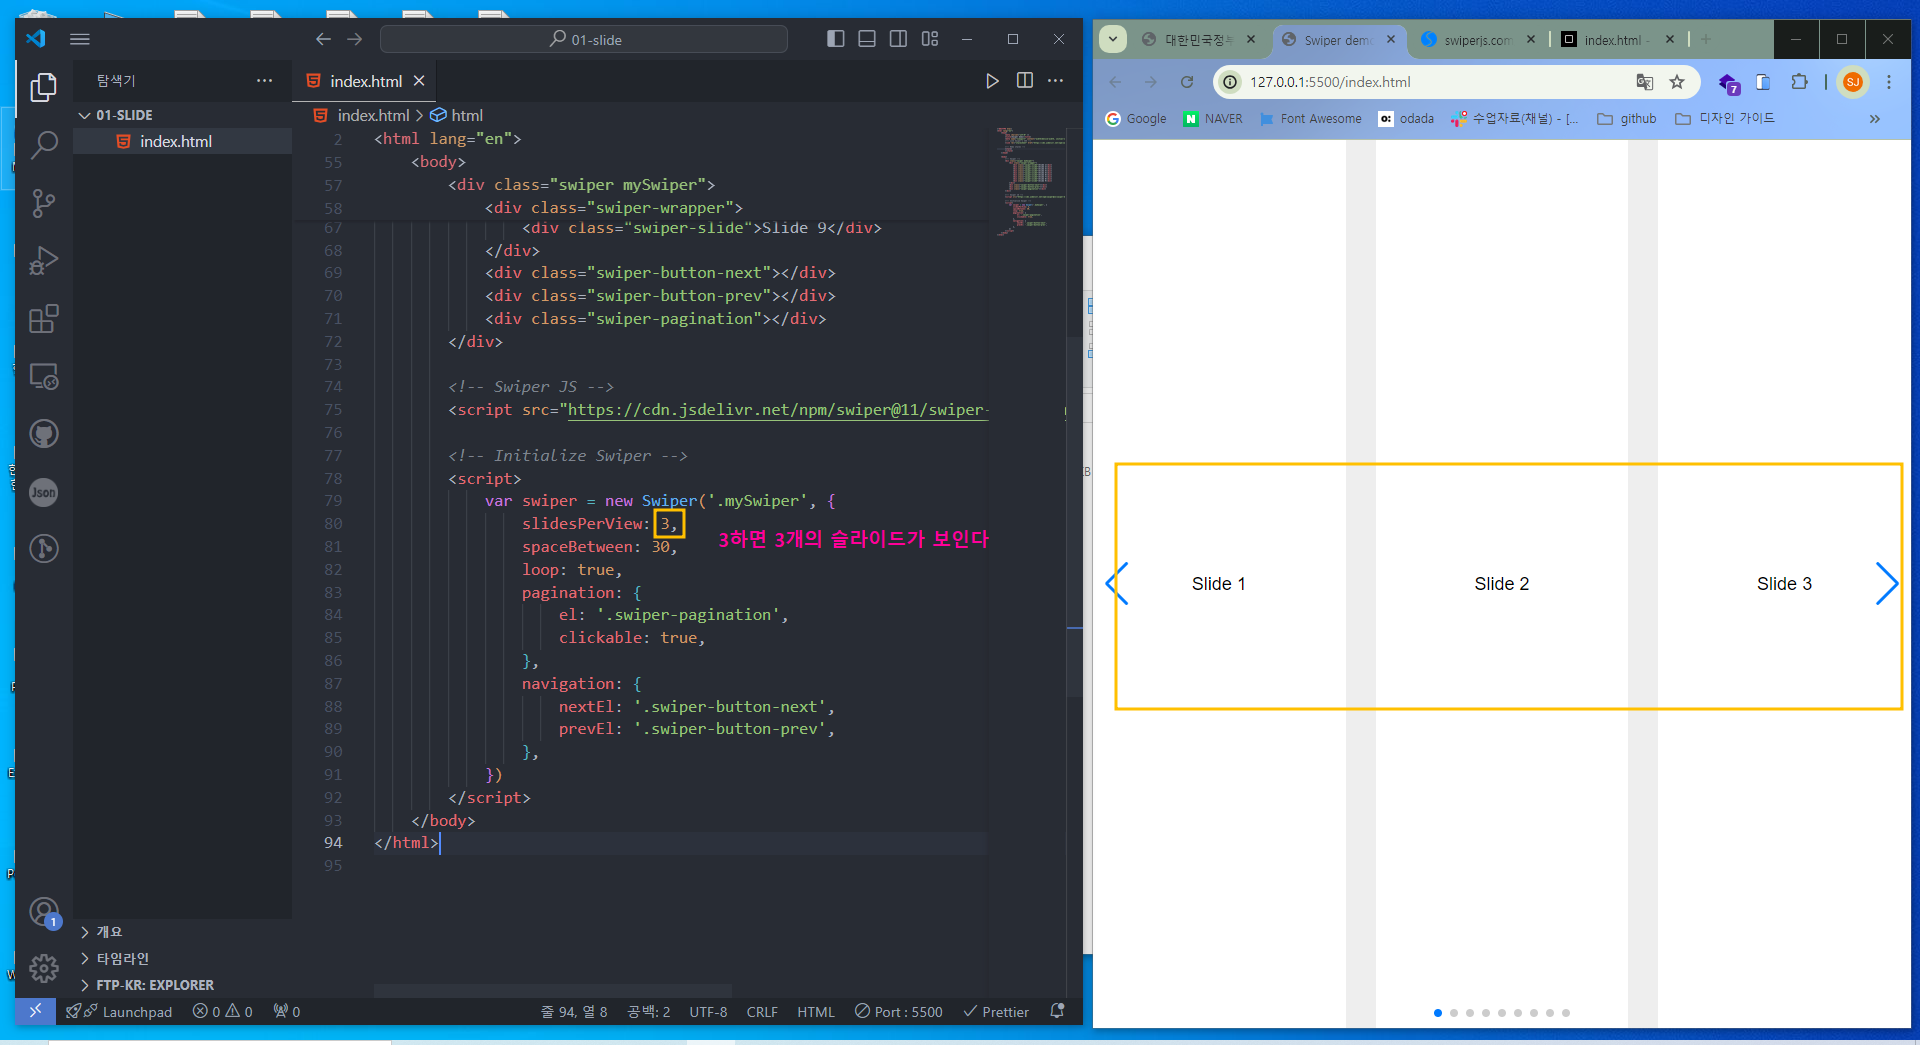 01-slide
탐색기
index.html
01-SLIDE
index.html
index.html > html
2 <html lang="en">
55 <body>
57 <div class="swiper mySwiper">
58 <div class="swiper-wrapper">
67 <div class="swiper-slide">Slide 9</div>
68 </div>
69 <div class="swiper-button-next"></div>
70 <div class="swiper-button-prev"></div>
71 <div class="swiper-pagination"></div>
72 </div>
73
74 <!-- Swiper JS -->
75 <script src="https://cdn.jsdelivr.net/npm/swiper@11/swiper-
76
77 <!-- Initialize Swiper -->
78 <script>
79 var swiper = new Swiper('.mySwiper', {
80 slidesPerView: 3,
81 spaceBetween: 30,
3하면 3개의 슬라이드가 보인다
82 loop: true,
83 pagination: {
84 el: '.swiper-pagination',
85 clickable: true,
86 },
87 navigation: {
88 nextEl: '.swiper-button-next',
89 prevEl: '.swiper-button-prev',
90 },
91 })
92 </script>
93 </body>
94 </html>
95
Json
1
개요
타임라인
FTP-KR: EXPLORER
Launchpad 0 0 0 줄 94, 열 8 공백: 2 UTF-8 CRLF HTML Port : 5500 Prettier
대한민국정부 Swiper demo swiperjs.com index.html -
127.0.0.1:5500/index.html 7 SJ
Google NAVER Font Awesome odada 수업자료(채널) - [... github 디자인 가이드
Slide 1 Slide 2 Slide 3